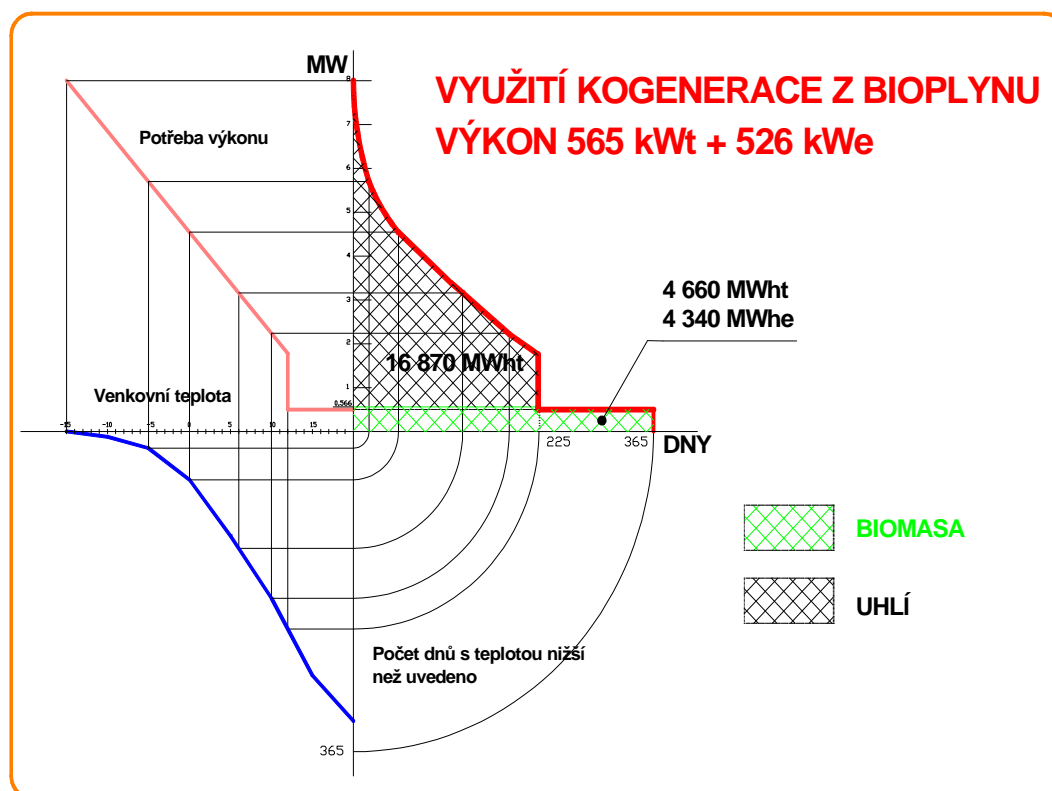 MW
VYUŽITÍ KOGENERACE Z BIOPLYNU
VÝKON 565 kWt + 526 kWe
Potřeba výkonu
8
7
6
5
4
3
2
1
0,566
4 660 MWht
4 340 MWhe
16 870 MWht
Venkovní teplota
-15 -10 -5 0 5 10 15
225 365 DNY
BIOMASA
UHLÍ
Počet dnů s teplotou nižší
než uvedeno
365